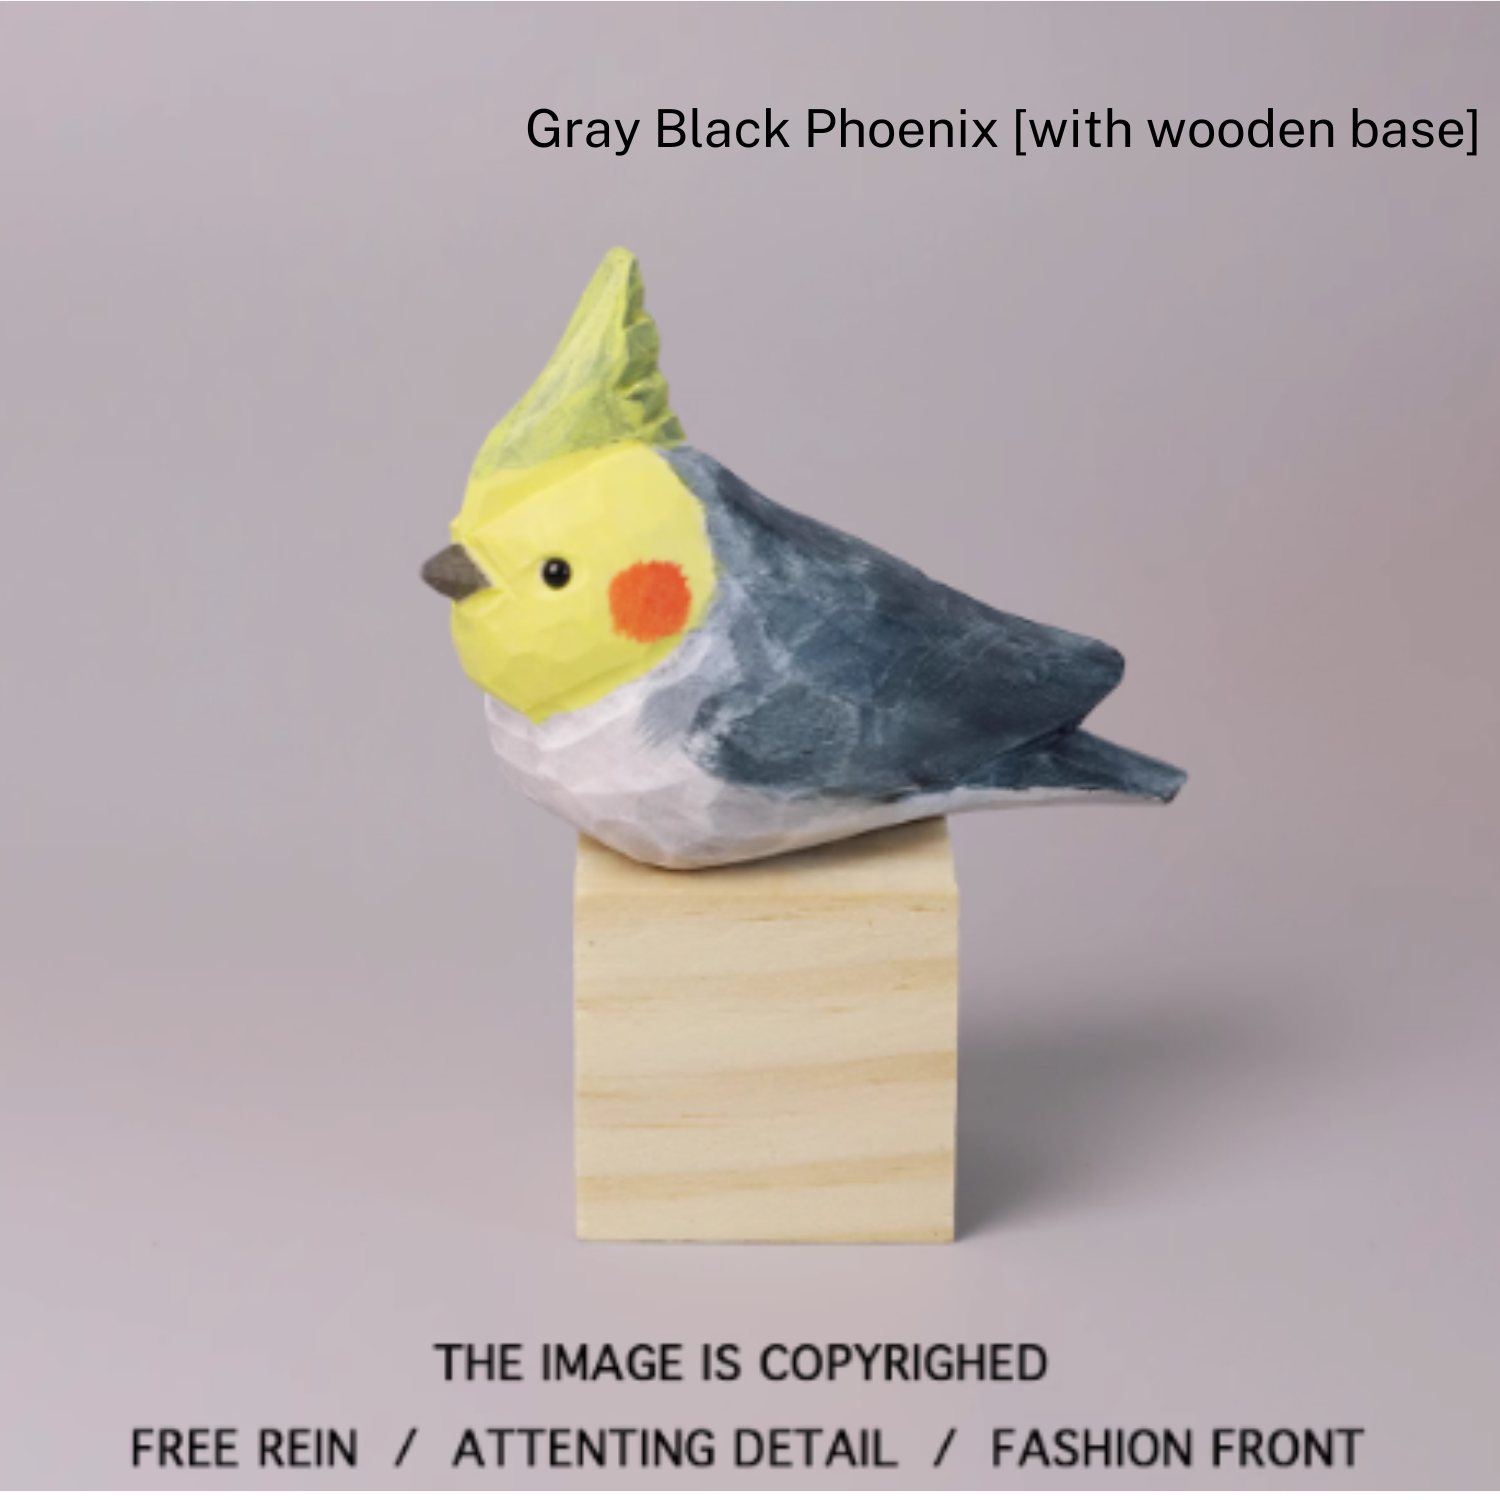 Gray Black Phoenix [with wooden base]
THE IMAGE IS COPYRIGHED
FREE REIN / ATTENTING DETAIL / FASHION FRONT